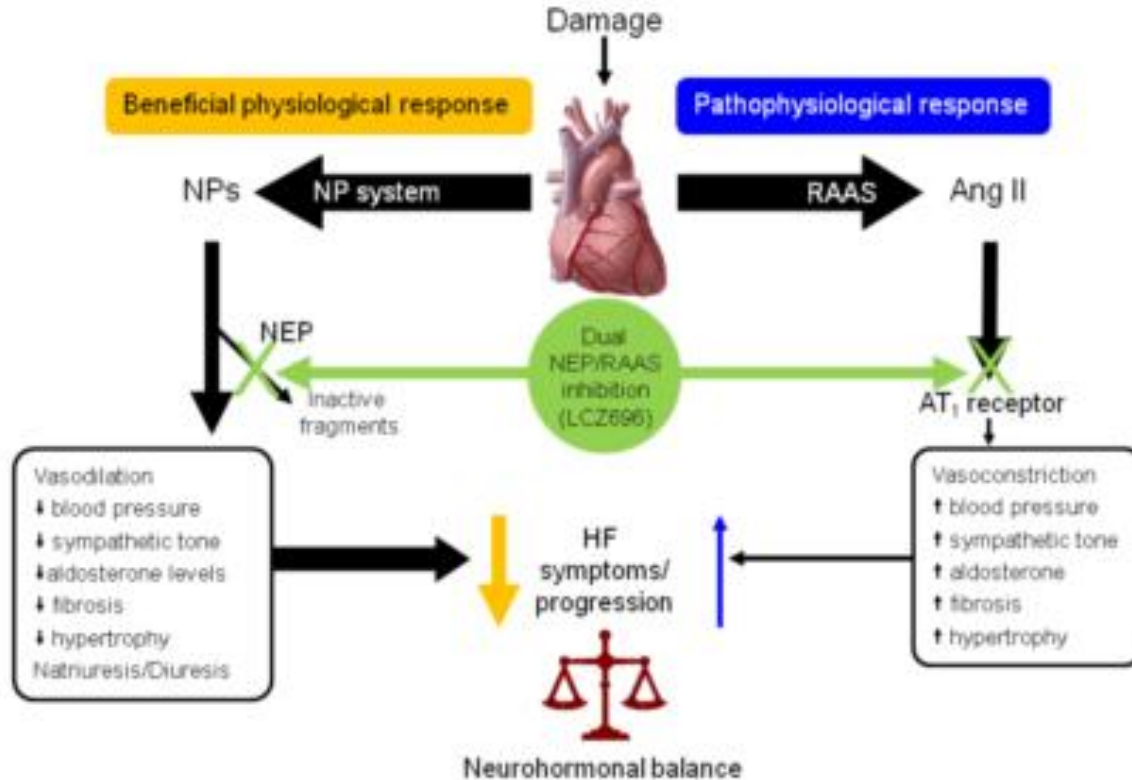 Damage
Beneficial physiological response
Pathophysiological response
NPs
NP system
RAAS
Ang II
NEP
Inactive
fragments
Dual
NEP/RAAS
inhibition
(LCZ696)
AT₁ receptor
Vasodilation
↓ blood pressure
↓ sympathetic tone
↓aldosterone levels
↓ fibrosis
↓ hypertrophy
Natriuresis/Diuresis
HF
symptoms/
progression
Vasoconstriction
↑ blood pressure
↑ sympathetic tone
↑ aldosterone
↑ fibrosis
↑ hypertrophy
Neurohormonal balance